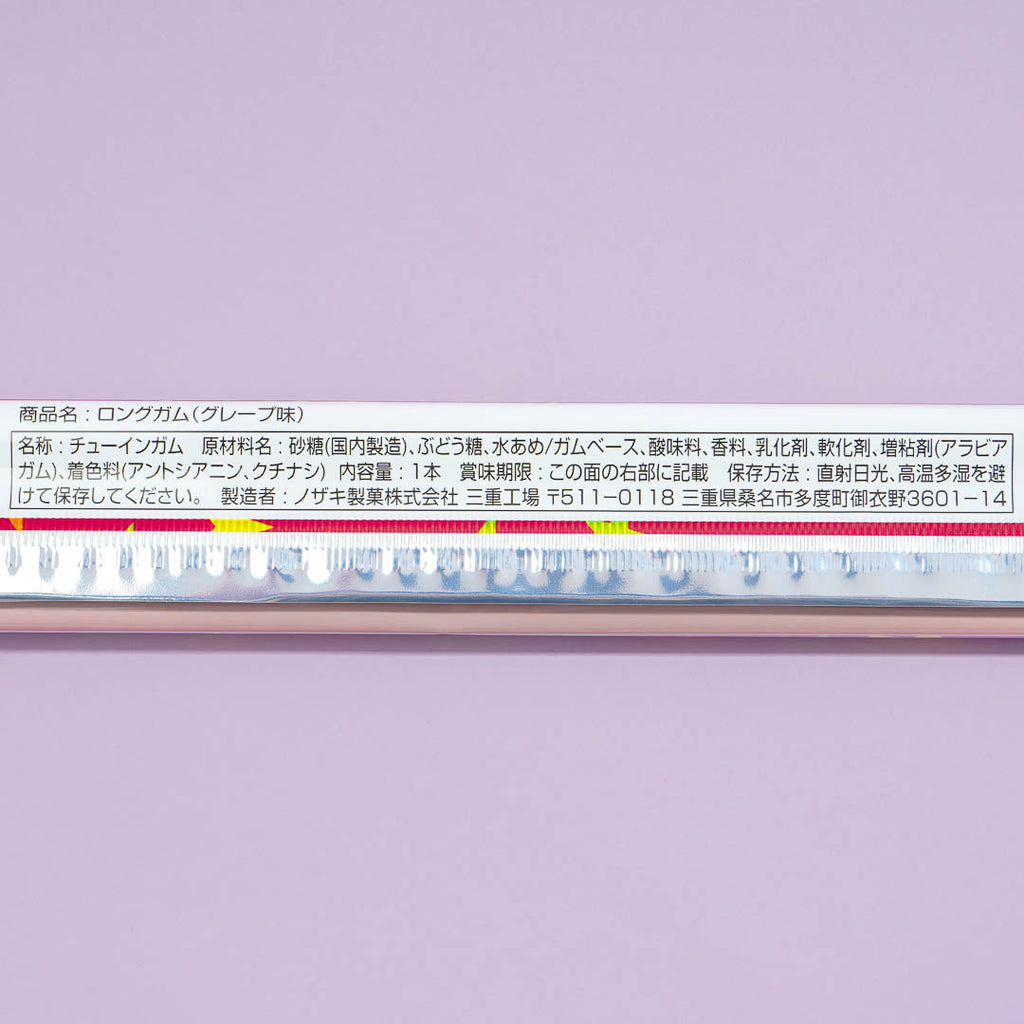 商品名：ロングガム（グレープ味）
名称：チューインガム　原材料名：砂糖(国内製造)、ぶどう糖、水あめ/ガムベース、酸味料、香料、乳化剤、軟化剤、増粘剤(アラビア
ガム)、着色料(アントシアニン、クチナシ)　内容量：1本　賞味期限：この面の右部に記載　保存方法：直射日光、高温多湿を避
けて保存してください。　製造者：ノザキ製菓株式会社 三重工場 〒511－0118 三重県桑名市多度町御衣野3601－14